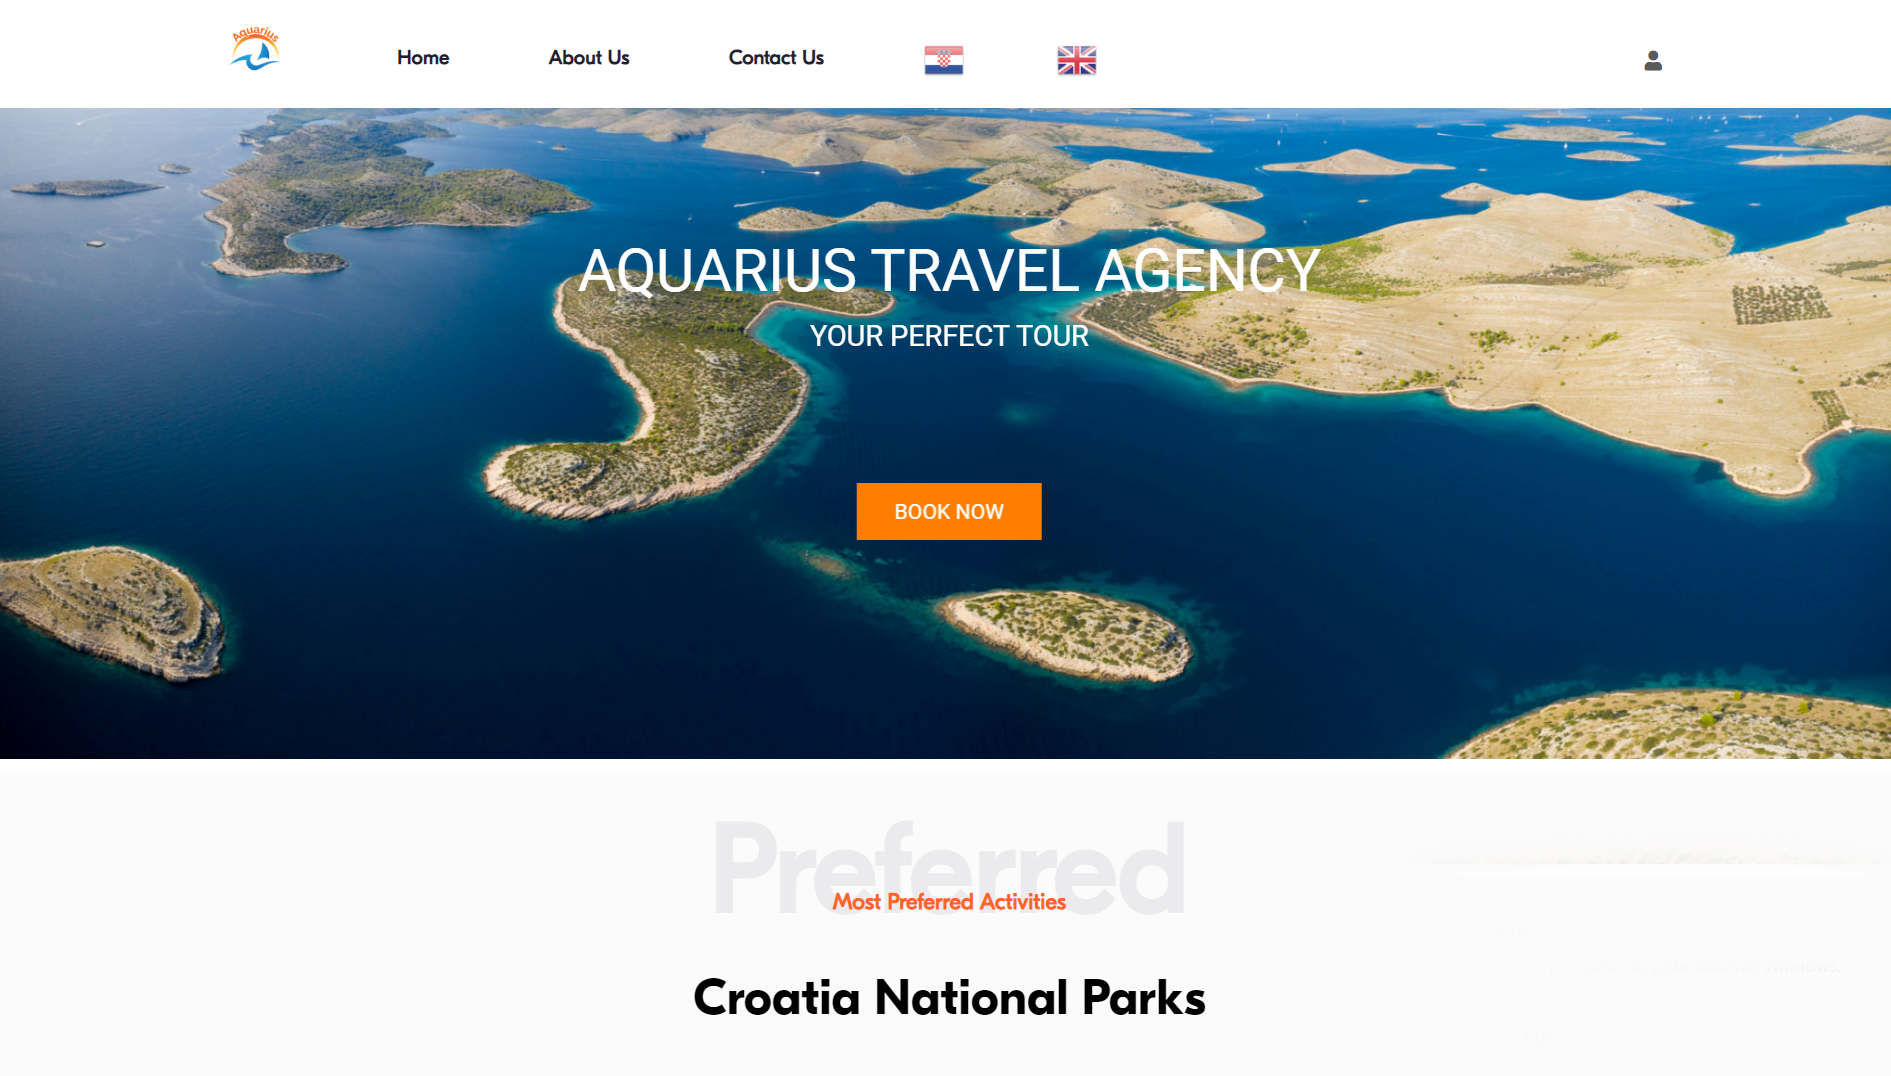 Aquarius
Home
About Us
Contact Us
AQUARIUS TRAVEL AGENCY
YOUR PERFECT TOUR
BOOK NOW
Preferred
Most Preferred Activities
Croatia National Parks